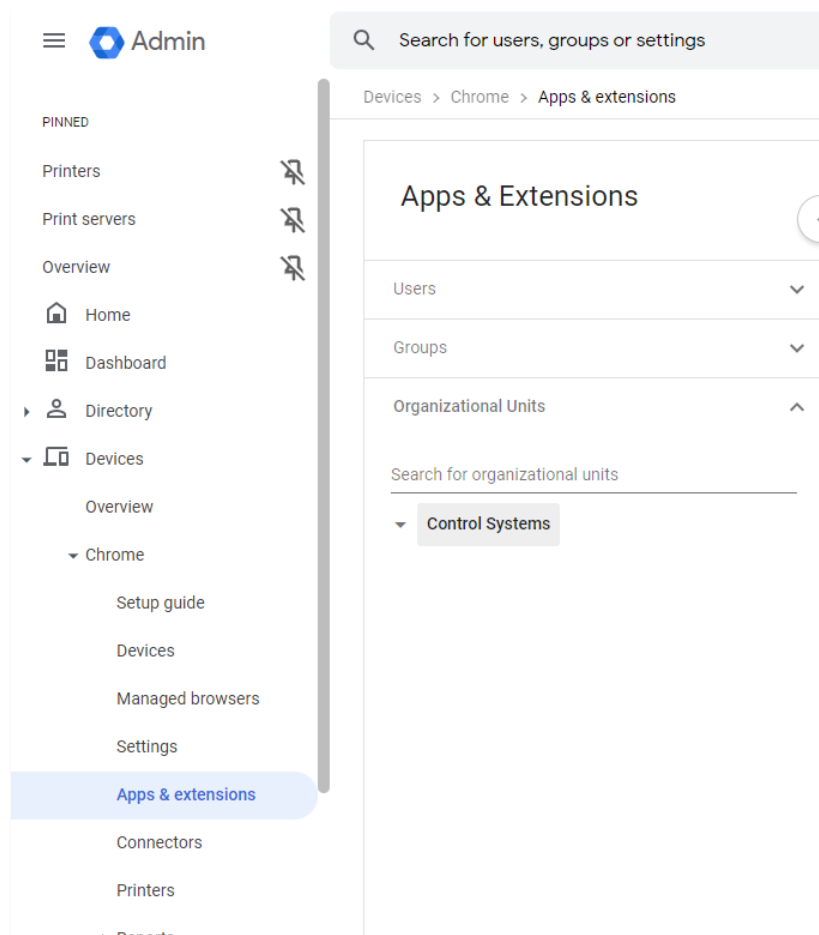 Admin
Search for users, groups or settings
Devices > Chrome > Apps & extensions
PINNED
Printers
Print servers
Overview
Home
Dashboard
Directory
Devices
Overview
Chrome
Setup guide
Devices
Managed browsers
Settings
Apps & extensions
Connectors
Printers
Apps & Extensions
Users
Groups
Organizational Units
Search for organizational units
Control Systems